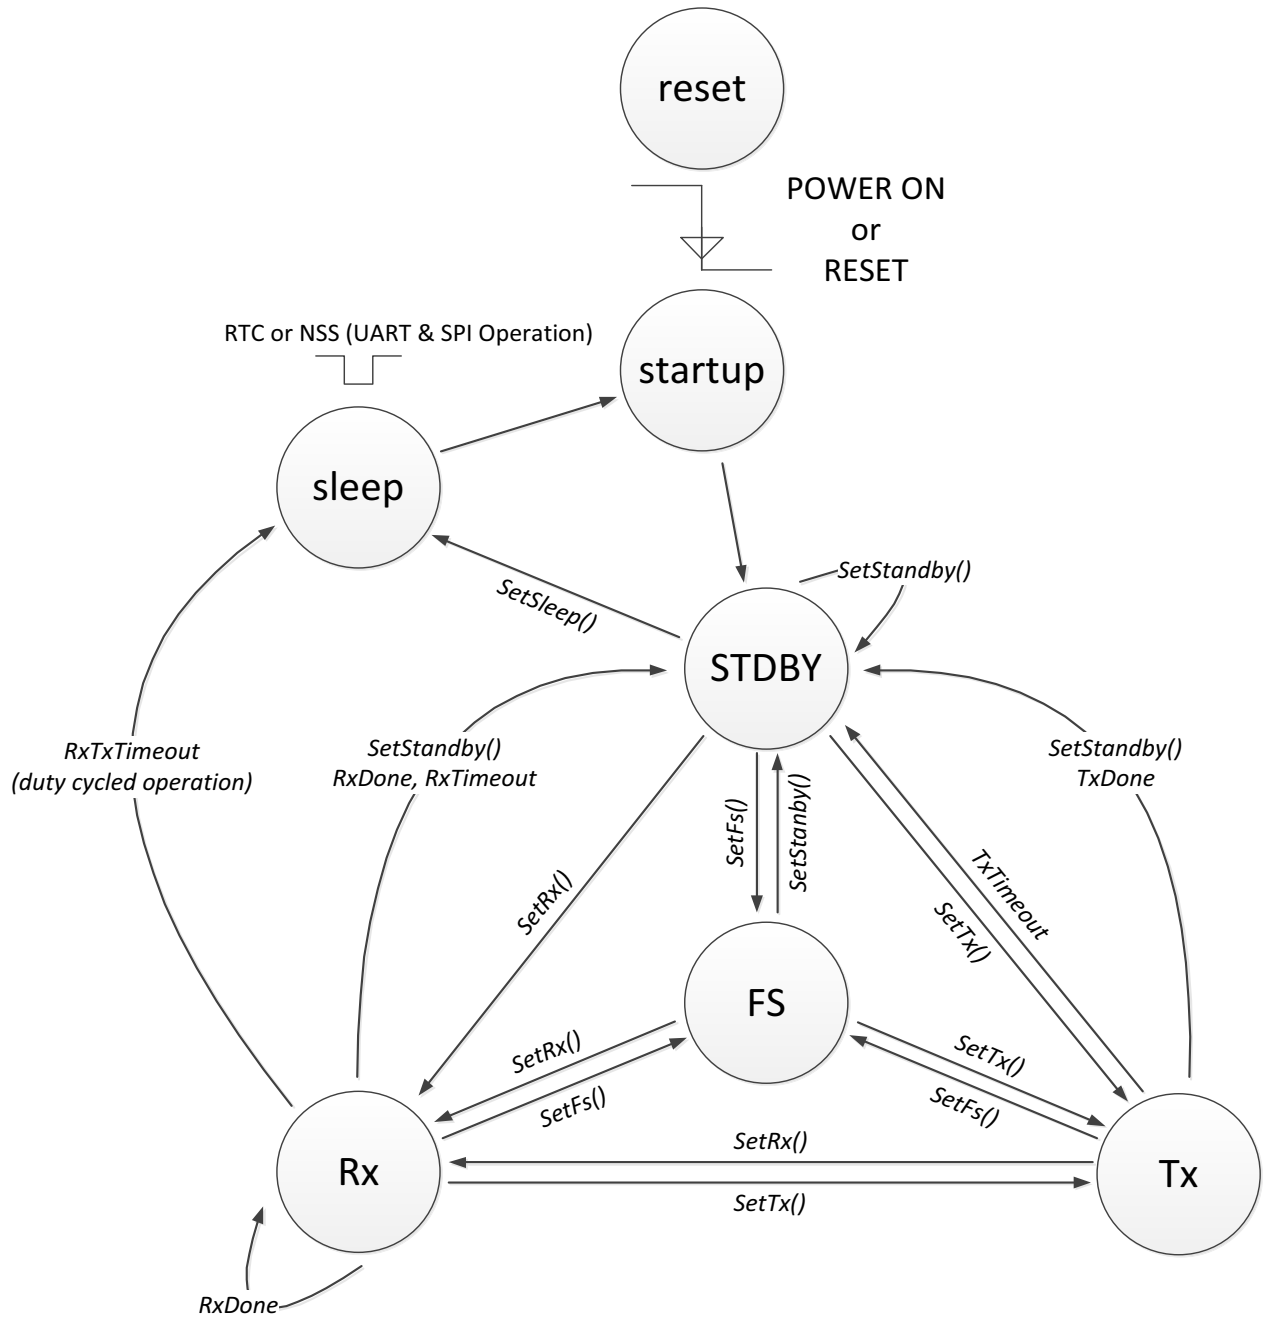 reset
POWER ON
or
RESET
RTC or NSS (UART & SPI Operation)
startup
sleep
SetStandby()
SetSleep()
STDBY
RxTxTimeout
(duty cycled operation)
SetStandby()
RxDone, RxTimeout
SetStandby()
TxDone
SetFs()
SetStanby()
TxTimeout
SetTx()
SetRx()
FS
SetRx()
SetFs()
SetTx()
SetFs()
SetRx()
Rx
Tx
SetTx()
RxDone